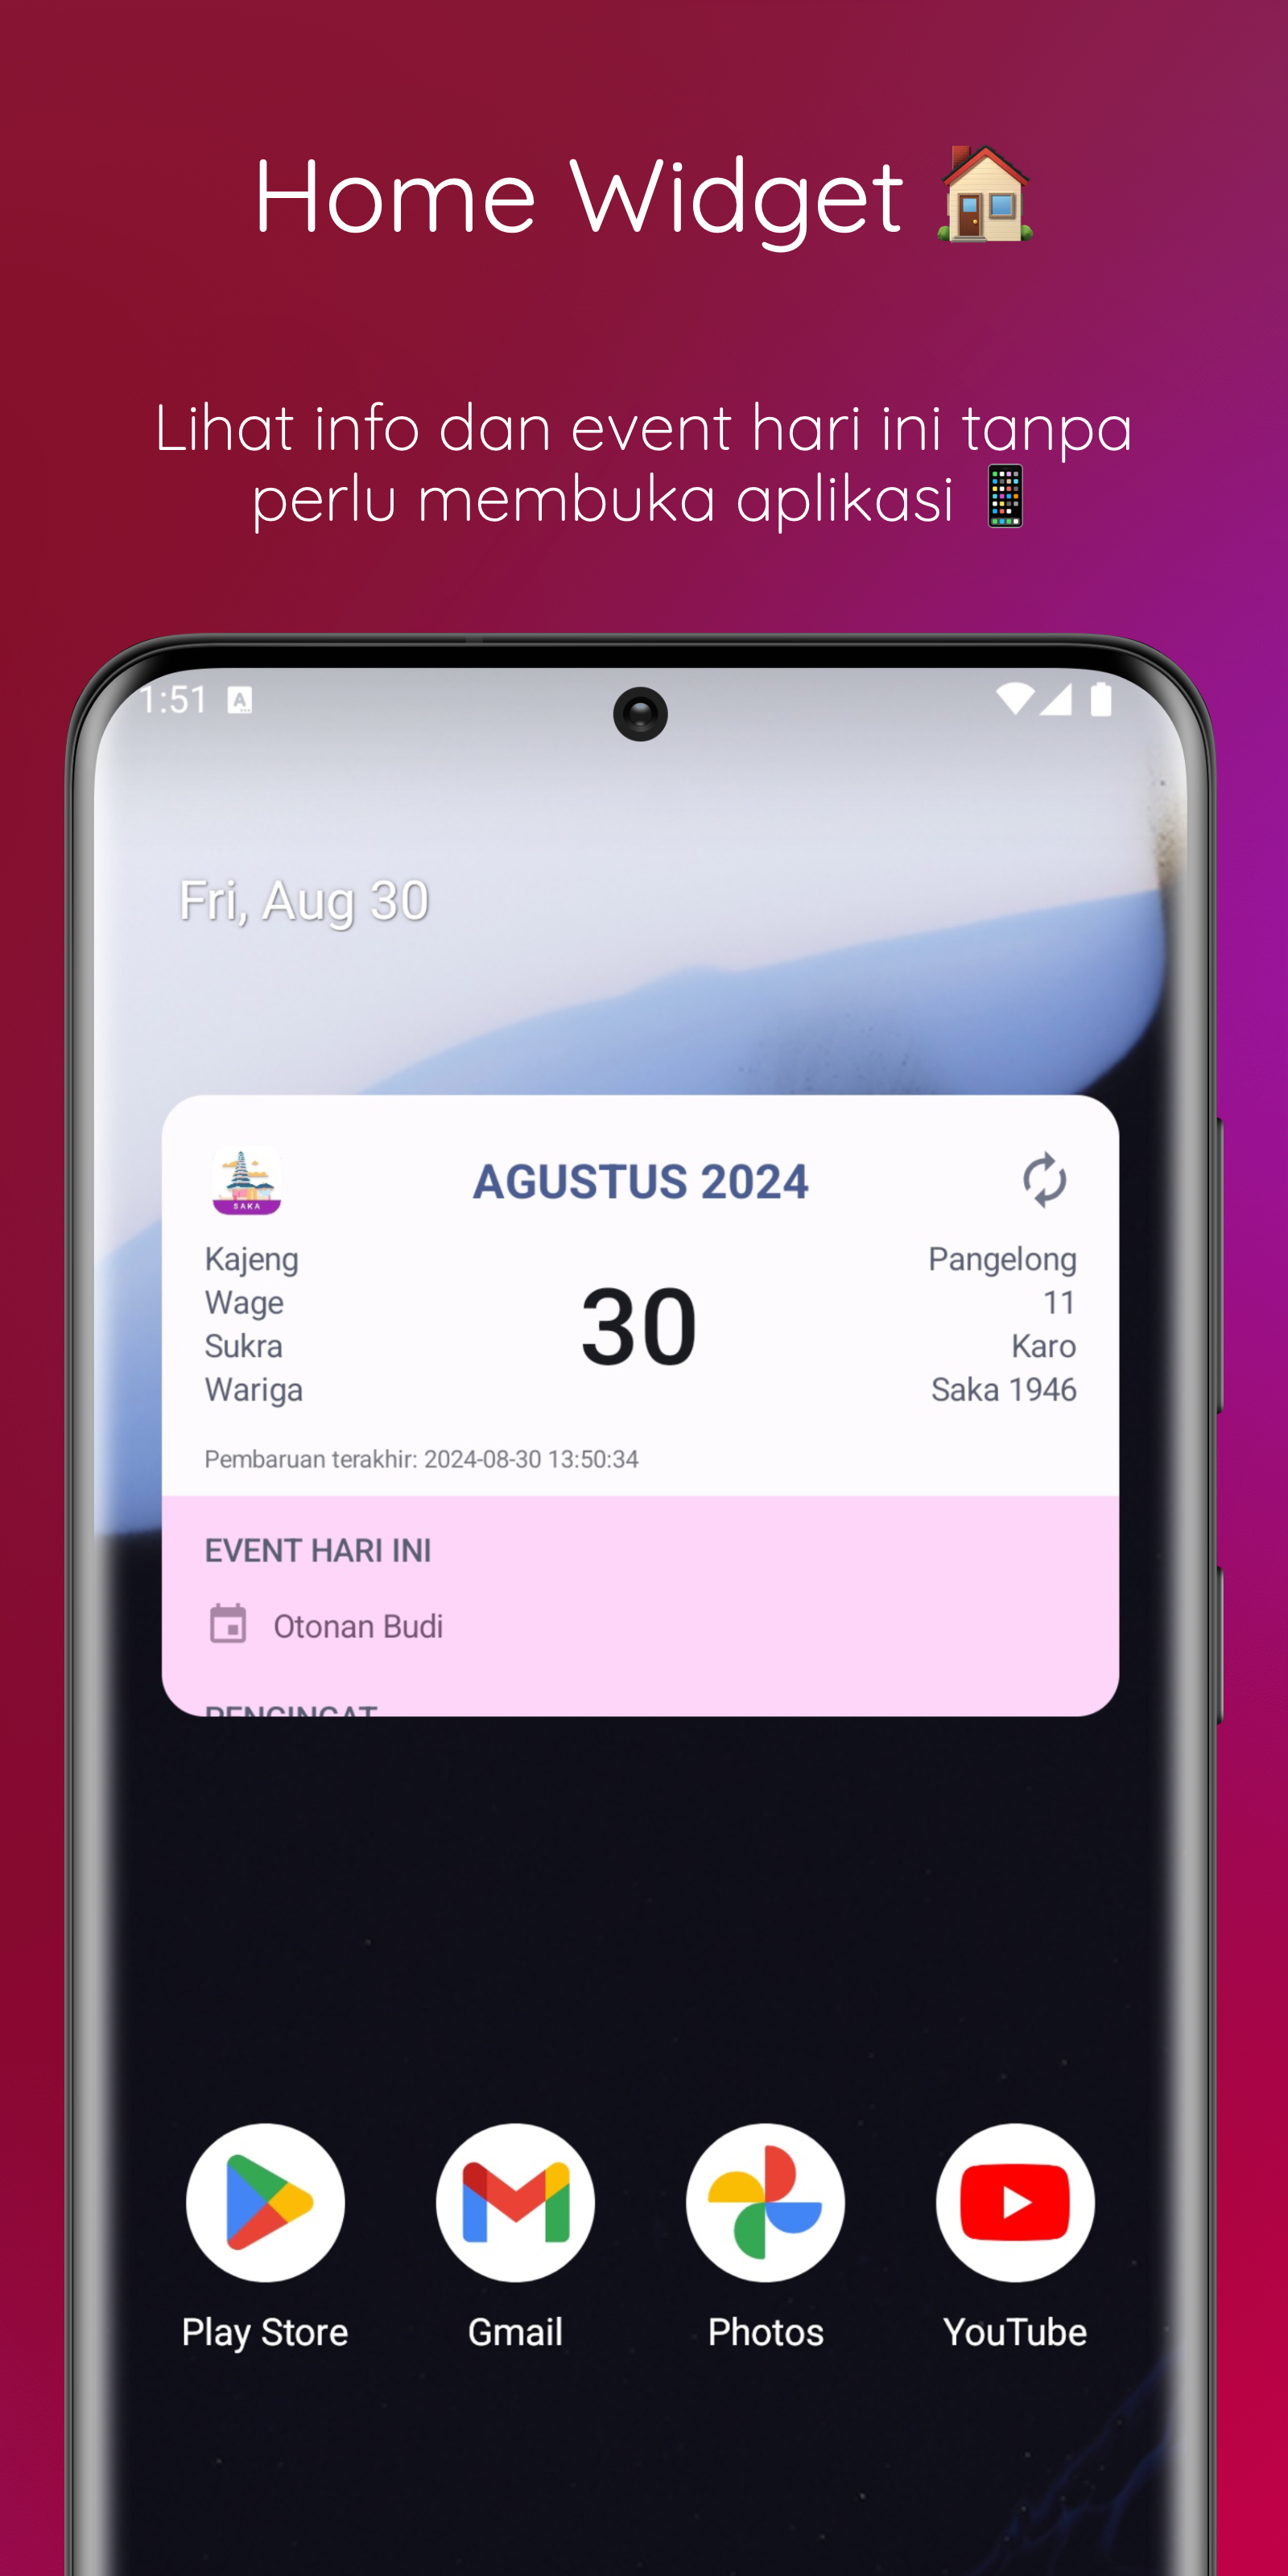 Home Widget 🏠
Lihat info dan event hari ini tanpa
perlu membuka aplikasi 📱
1:51
Fri, Aug 30
SAKA
AGUSTUS 2024
Kajeng
Wage
Sukra
Wariga
30
Pangelong
11
Karo
Saka 1946
Pembaruan terakhir: 2024-08-30 13:50:34
EVENT HARI INI
Otonan Budi
PENGINGAT
Play Store
Gmail
Photos
YouTube